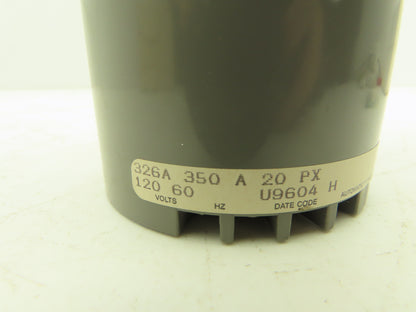 326A 350 A 20 PX
120 60 U9604 H
VOLTS HZ DATE CODE